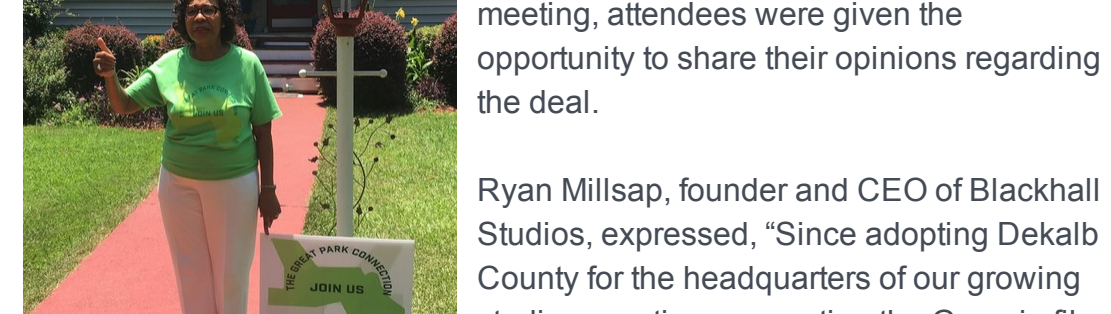 meeting, attendees were given the
opportunity to share their opinions regarding
the deal.
Ryan Millsap, founder and CEO of Blackhall
Studios, expressed, “Since adopting Dekalb
County for the headquarters of our growing
JOIN US
THE GREAT PARK CONNECTION
JOIN US